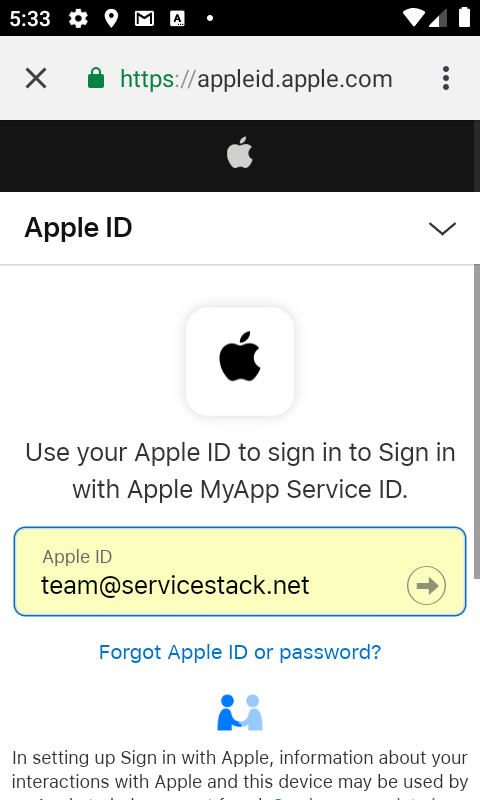 5:33
https://appleid.apple.com
Apple ID
Use your Apple ID to sign in to Sign in
with Apple MyApp Service ID.
Apple ID
team@servicestack.net
Forgot Apple ID or password?
In setting up Sign in with Apple, information about your
interactions with Apple and this device may be used by